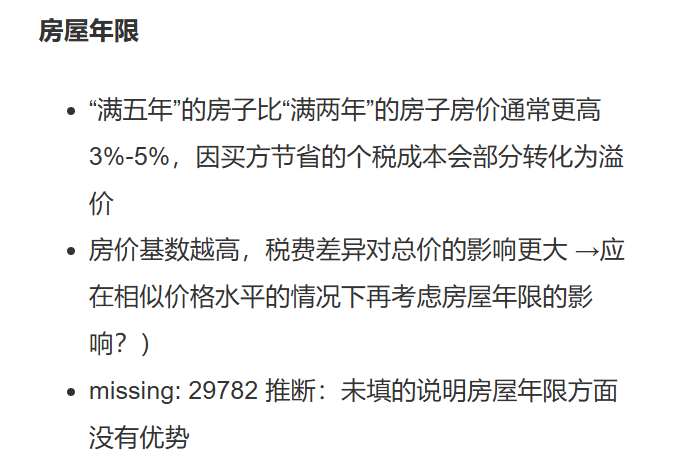 房屋年限
“满五年”的房子比“满两年”的房子房价通常更高
3%-5%，因买方节省的个税成本会部分转化为溢
价
房价基数越高，税费差异对总价的影响更大 →应
在相似价格水平的情况下再考虑房屋年限的影
响？)
missing: 29782 推断：未填的说明房屋年限方面
没有优势